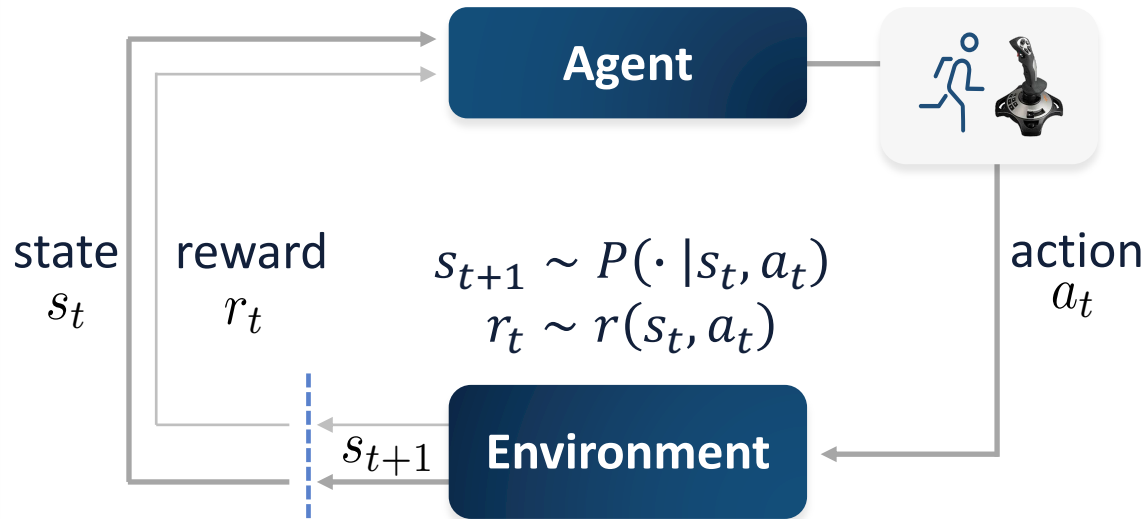 Agent
state
s_t
reward
r_t
s_{t+1} ~ P(· |s_t, a_t)
r_t ~ r(s_t, a_t)
action
a_t
s_{t+1}
Environment